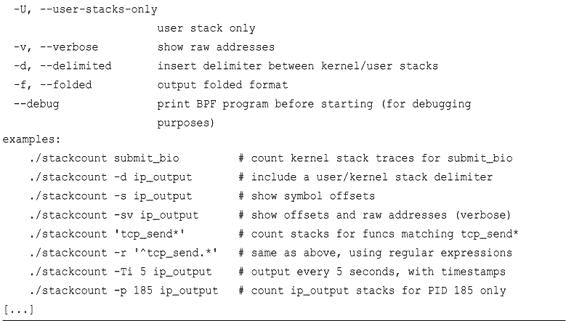 -U, --user-stacks-only
user stack only
-v, --verbose show raw addresses
-d, --delimited insert delimiter between kernel/user stacks
-f, --folded output folded format
--debug print BPF program before starting (for debugging
purposes)
examples:
./stackcount submit_bio # count kernel stack traces for submit_bio
./stackcount -d ip_output # include a user/kernel stack delimiter
./stackcount -s ip_output # show symbol offsets
./stackcount -sv ip_output # show offsets and raw addresses (verbose)
./stackcount 'tcp_send*' # count stacks for funcs matching tcp_send*
./stackcount -r '^tcp_send.*' # same as above, using regular expressions
./stackcount -Ti 5 ip_output # output every 5 seconds, with timestamps
./stackcount -p 185 ip_output # count ip_output stacks for PID 185 only
[...]